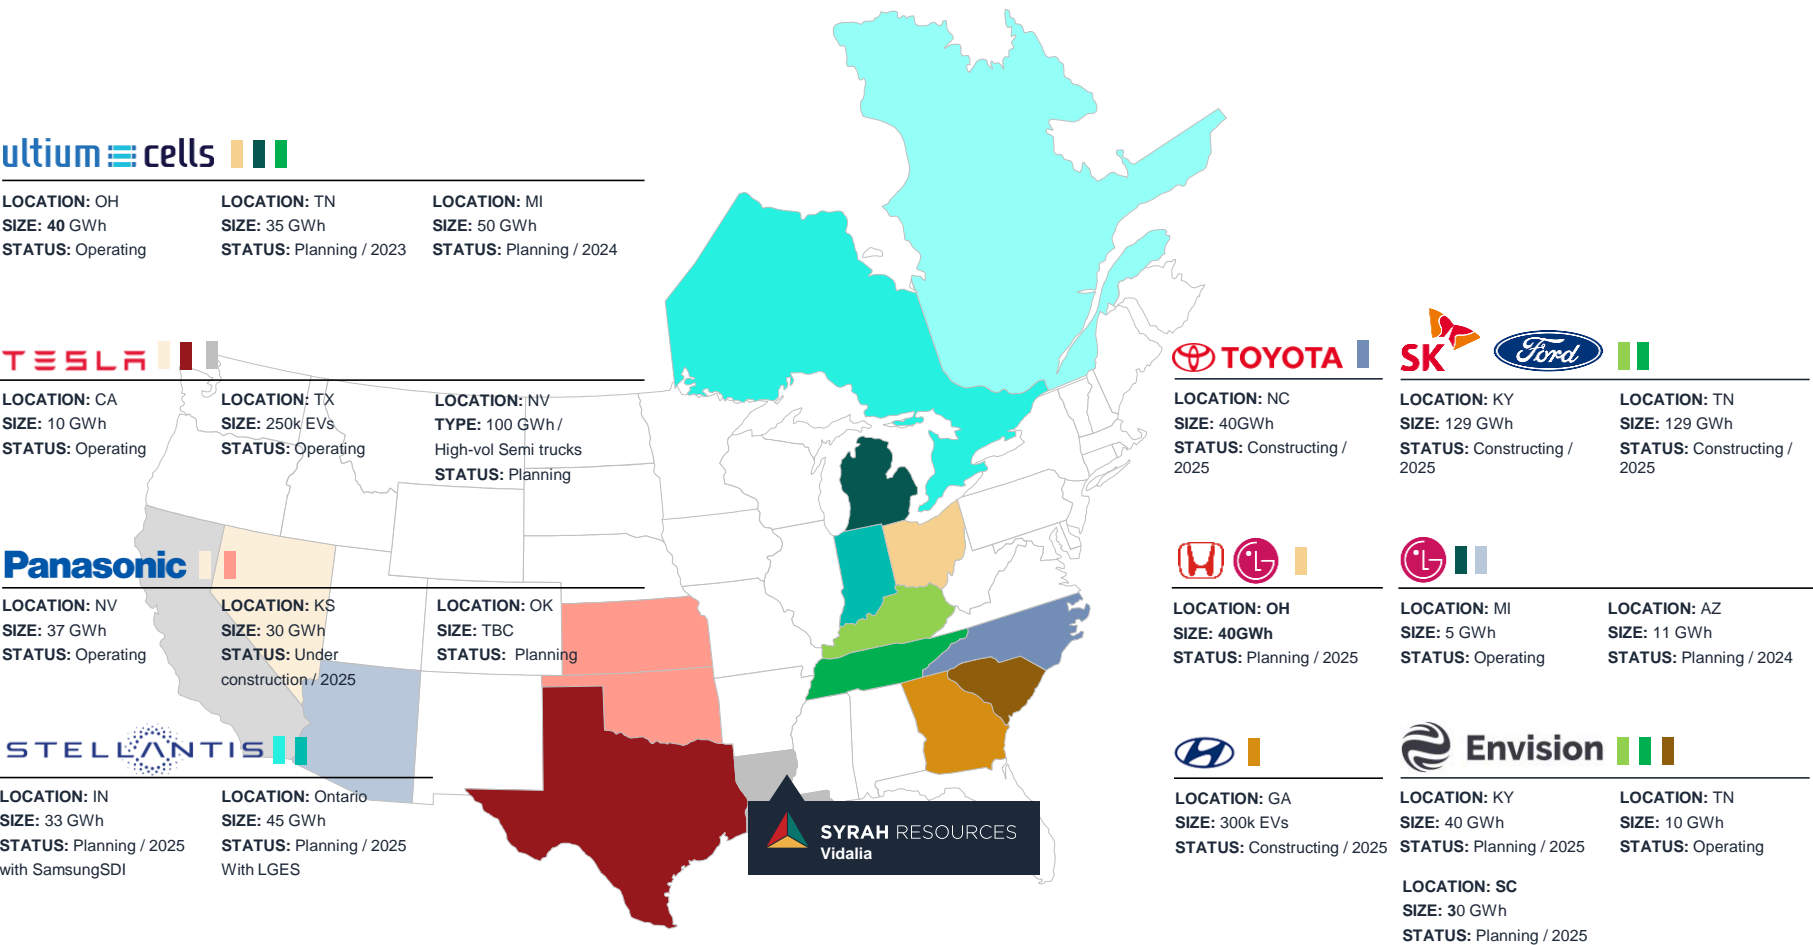 ultium cells
LOCATION: OH
SIZE: 40 GWh
STATUS: Operating
LOCATION: TN
SIZE: 35 GWh
STATUS: Planning / 2023
LOCATION: MI
SIZE: 50 GWh
STATUS: Planning / 2024
TESLA
LOCATION: CA
SIZE: 10 GWh
STATUS: Operating
LOCATION: TX
SIZE: 250k EVs
STATUS: Operating
LOCATION: NV
TYPE: 100 GWh /
High-vol Semi trucks
STATUS: Planning
Panasonic
LOCATION: NV
SIZE: 37 GWh
STATUS: Operating
LOCATION: KS
SIZE: 30 GWh
STATUS: Under
construction / 2025
LOCATION: OK
SIZE: TBC
STATUS: Planning
STELLANTIS
LOCATION: IN
SIZE: 33 GWh
STATUS: Planning / 2025
with SamsungSDI
LOCATION: Ontario
SIZE: 45 GWh
STATUS: Planning / 2025
With LGES
SYRAH RESOURCES
Vidalia
TOYOTA
LOCATION: NC
SIZE: 40GWh
STATUS: Constructing /
2025
SK
Ford
LOCATION: KY
SIZE: 129 GWh
STATUS: Constructing /
2025
LOCATION: TN
SIZE: 129 GWh
STATUS: Constructing /
2025
LG
LOCATION: OH
SIZE: 40GWh
STATUS: Planning / 2025
LG
LOCATION: MI
SIZE: 5 GWh
STATUS: Operating
LOCATION: AZ
SIZE: 11 GWh
STATUS: Planning / 2024
LOCATION: GA
SIZE: 300k EVs
STATUS: Constructing / 2025
Envision
LOCATION: KY
SIZE: 40 GWh
STATUS: Planning / 2025
LOCATION: TN
SIZE: 10 GWh
STATUS: Operating
LOCATION: SC
SIZE: 30 GWh
STATUS: Planning / 2025